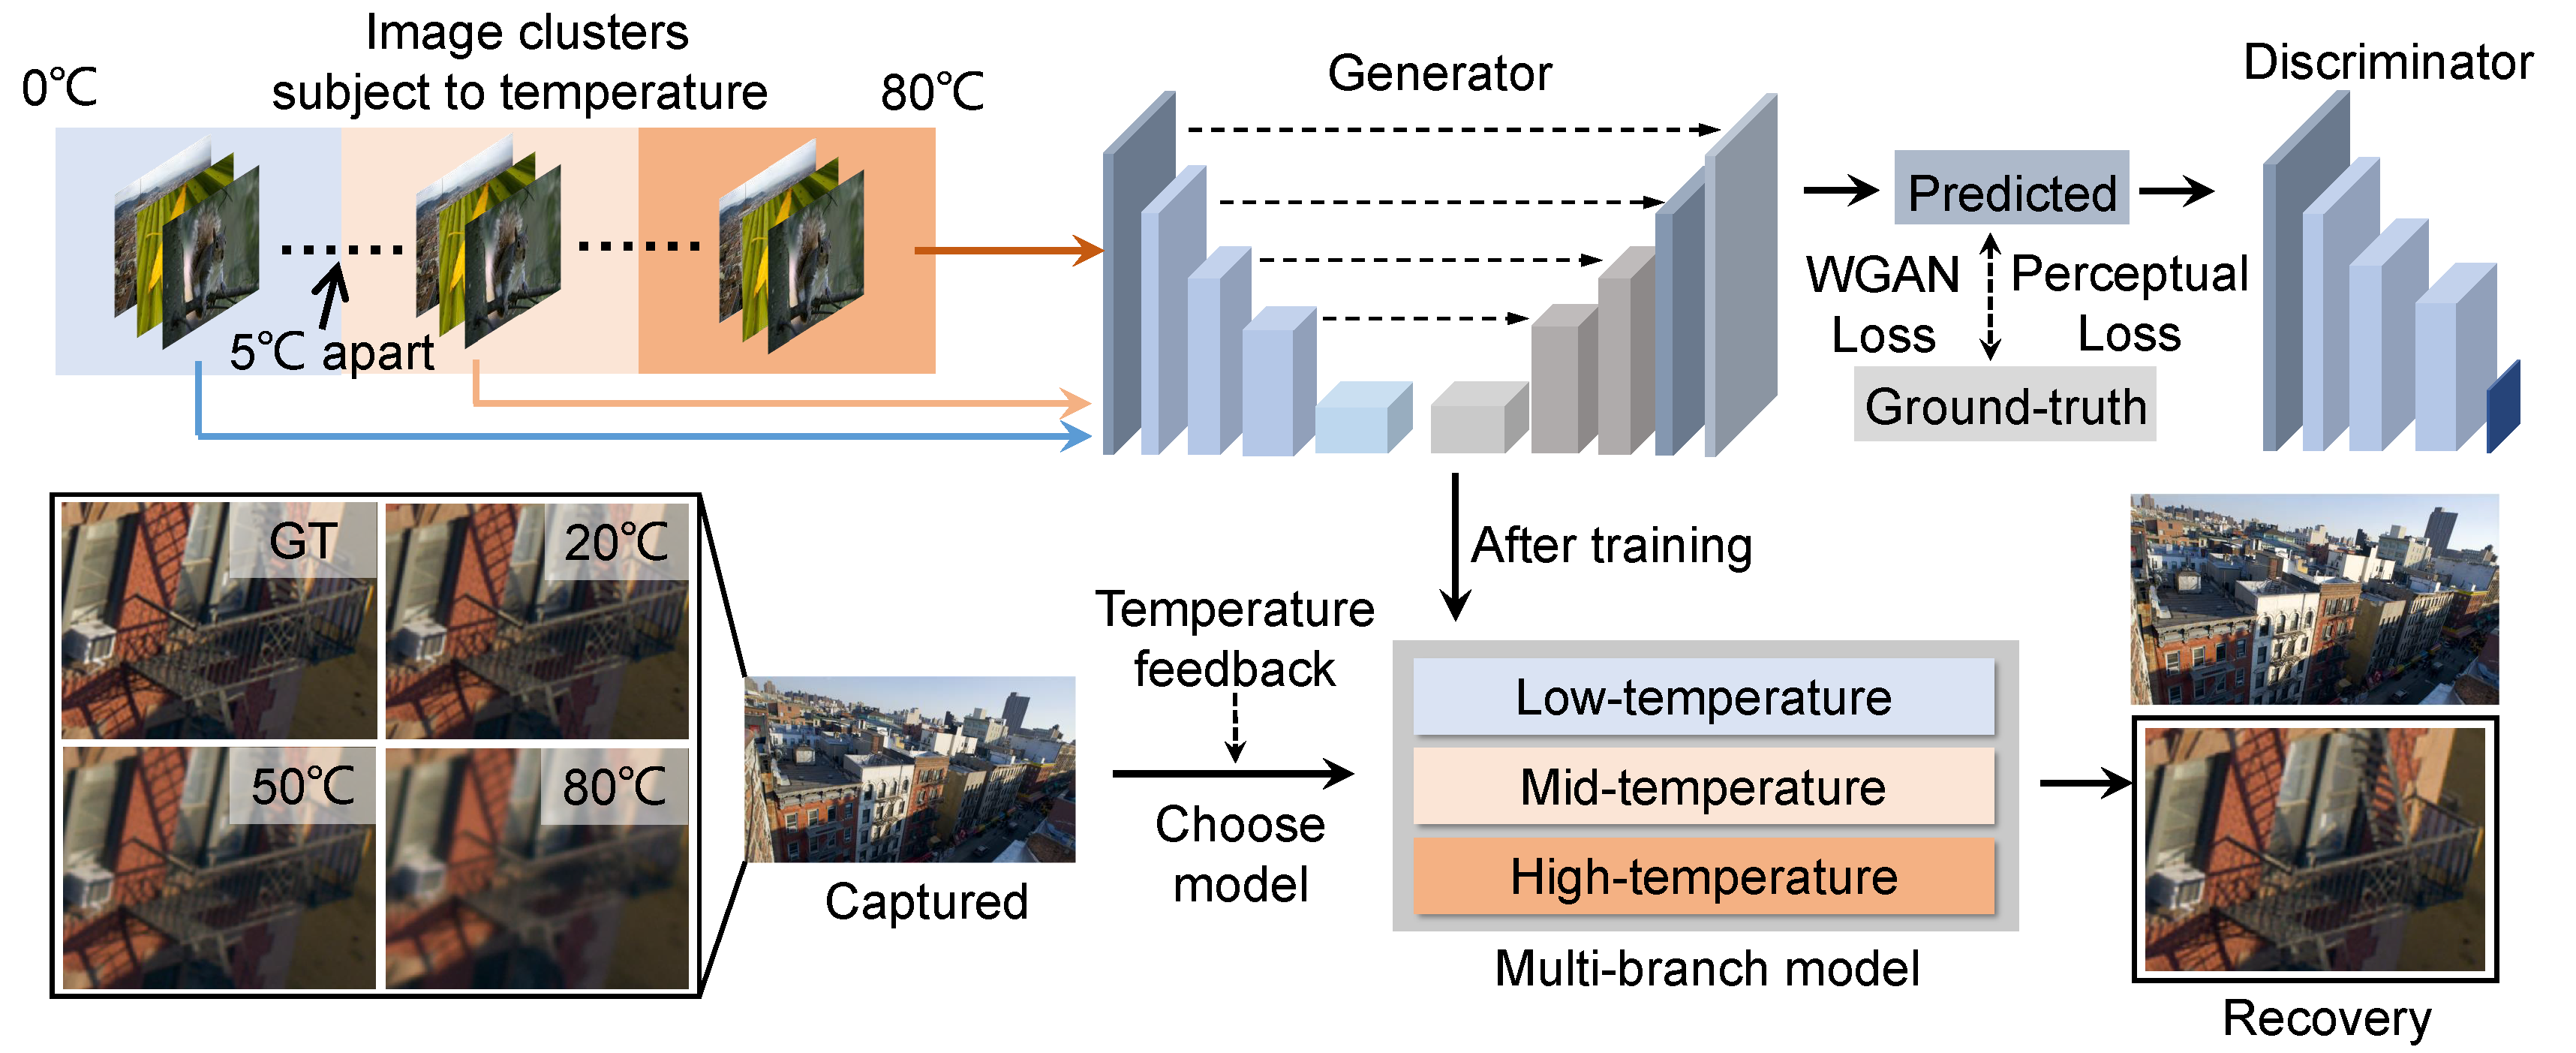 Image clusters
subject to temperature
0℃
80℃
5℃ apart
Generator
Predicted
WGAN
Loss
Perceptual
Loss
Ground-truth
Discriminator
GT
20℃
50℃
80℃
Captured
Temperature
feedback
Choose
model
After training
Low-temperature
Mid-temperature
High-temperature
Multi-branch model
Recovery